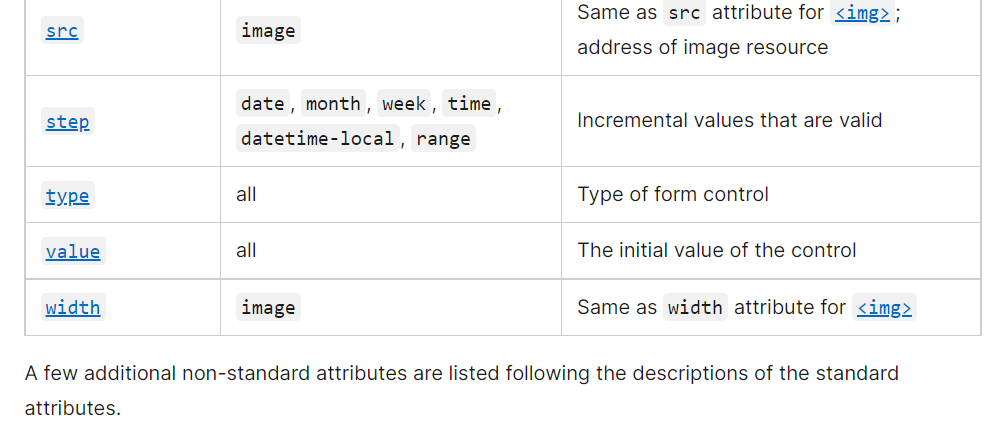 Same as src attribute for <img>;
src
image
address of image resource
date, month, week, time,
step
Incremental values that are valid
datetime-local, range
type
all
Type of form control
value
all
The initial value of the control
width
image
Same as width attribute for <img>
A few additional non-standard attributes are listed following the descriptions of the standard
attributes.